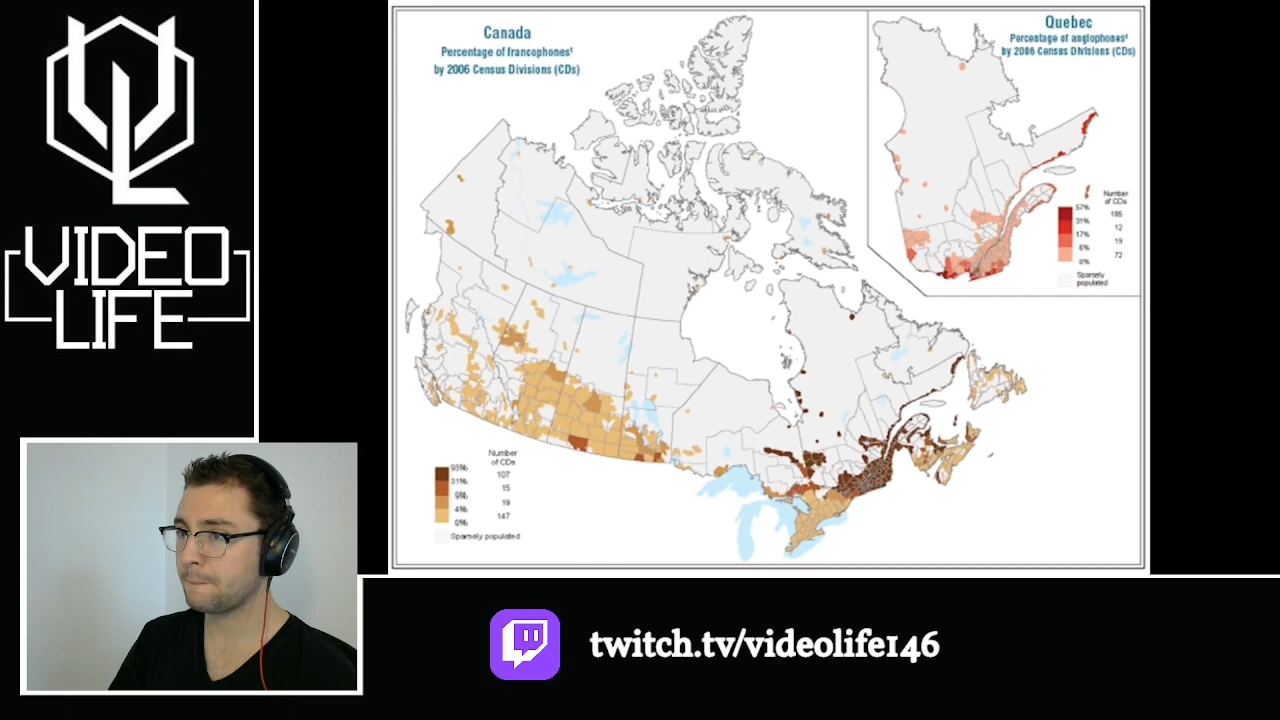 VIDEO
LIFE
Canada
Percentage of francophones¹
by 2006 Census Divisions (CDs)
Number
of CDs
93%
107
31%
15
9%
19
4%
147
0%
Sparsely populated
Quebec
Percentage of anglophones¹
by 2006 Census Divisions (CDs)
Number
of CDs
57%
185
31%
12
17%
19
6%
72
0%
Sparsely
populated
twitch.tv/videolife146